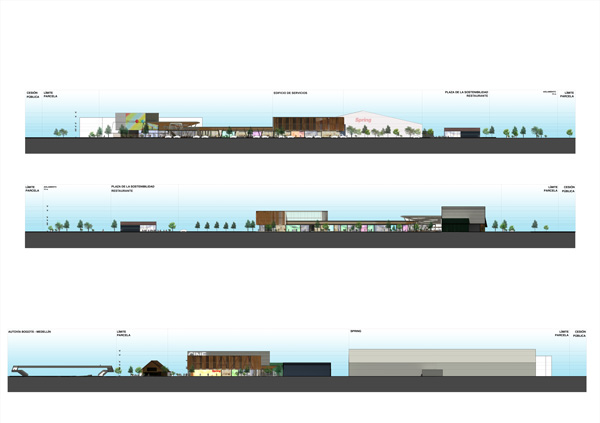 CESIÓN
PÚBLICA
LÍMITE
PARCELA
EDIFICIO DE SERVICIOS
PLAZA DE LA SOSTENIBILIDAD
RESTAURANTE
LÍMITE
PARCELA
Spring
LÍMITE
PARCELA
PLAZA DE LA SOSTENIBILIDAD
RESTAURANTE
LÍMITE
PARCELA
CESIÓN
PÚBLICA
AUTOVÍA BOGOTÁ - MEDELLÍN
LÍMITE
PARCELA
SPRING
LÍMITE
PARCELA
CESIÓN
PÚBLICA
CINE